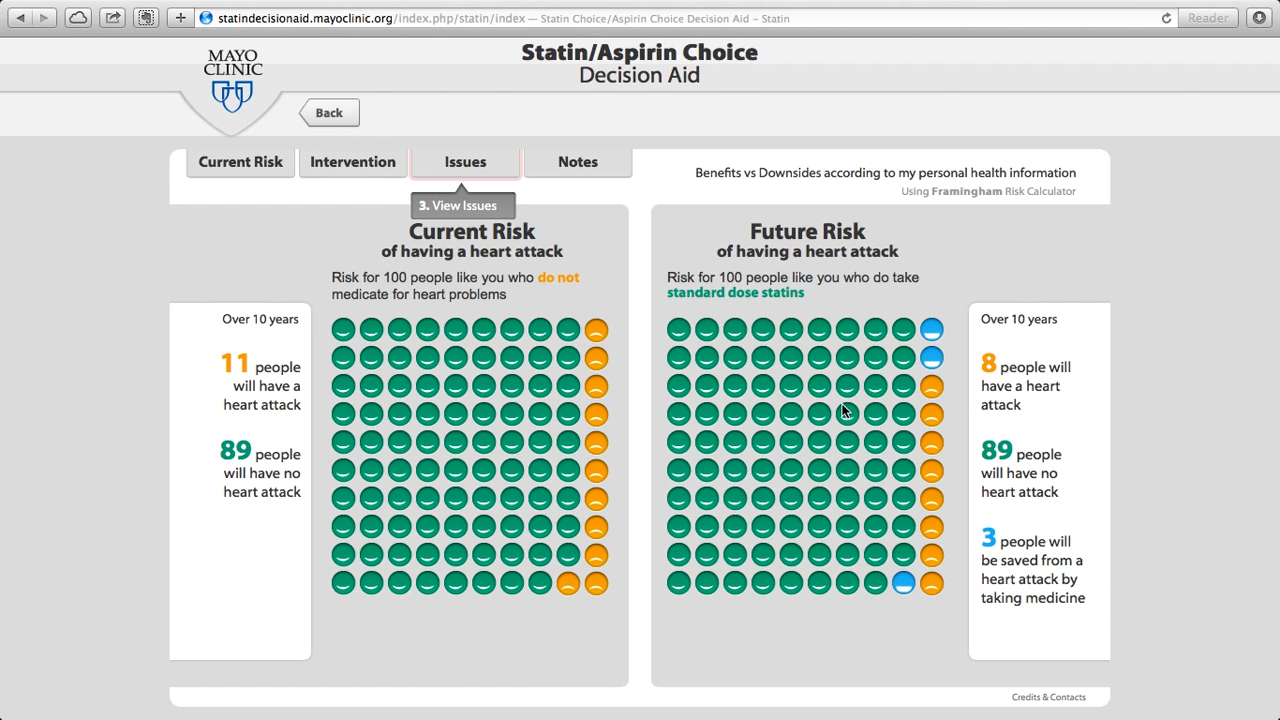 statindecisionaid.mayoclinic.org/index.php/statin/index — Statin Choice/Aspirin Choice Decision Aid – Statin
Reader
MAYO
CLINIC
Statin/Aspirin Choice
Decision Aid
Back
Current Risk
Intervention
Issues
Notes
3. View Issues
Benefits vs Downsides according to my personal health information
Using Framingham Risk Calculator
Current Risk
of having a heart attack
Risk for 100 people like you who do not
medicate for heart problems
Over 10 years
11 people
will have a
heart attack
89 people
will have no
heart attack
Future Risk
of having a heart attack
Risk for 100 people like you who do take
standard dose statins
Over 10 years
8 people will
have a heart
attack
89 people
will have no
heart attack
3 people will
be saved from a
heart attack by
taking medicine
Credits & Contacts